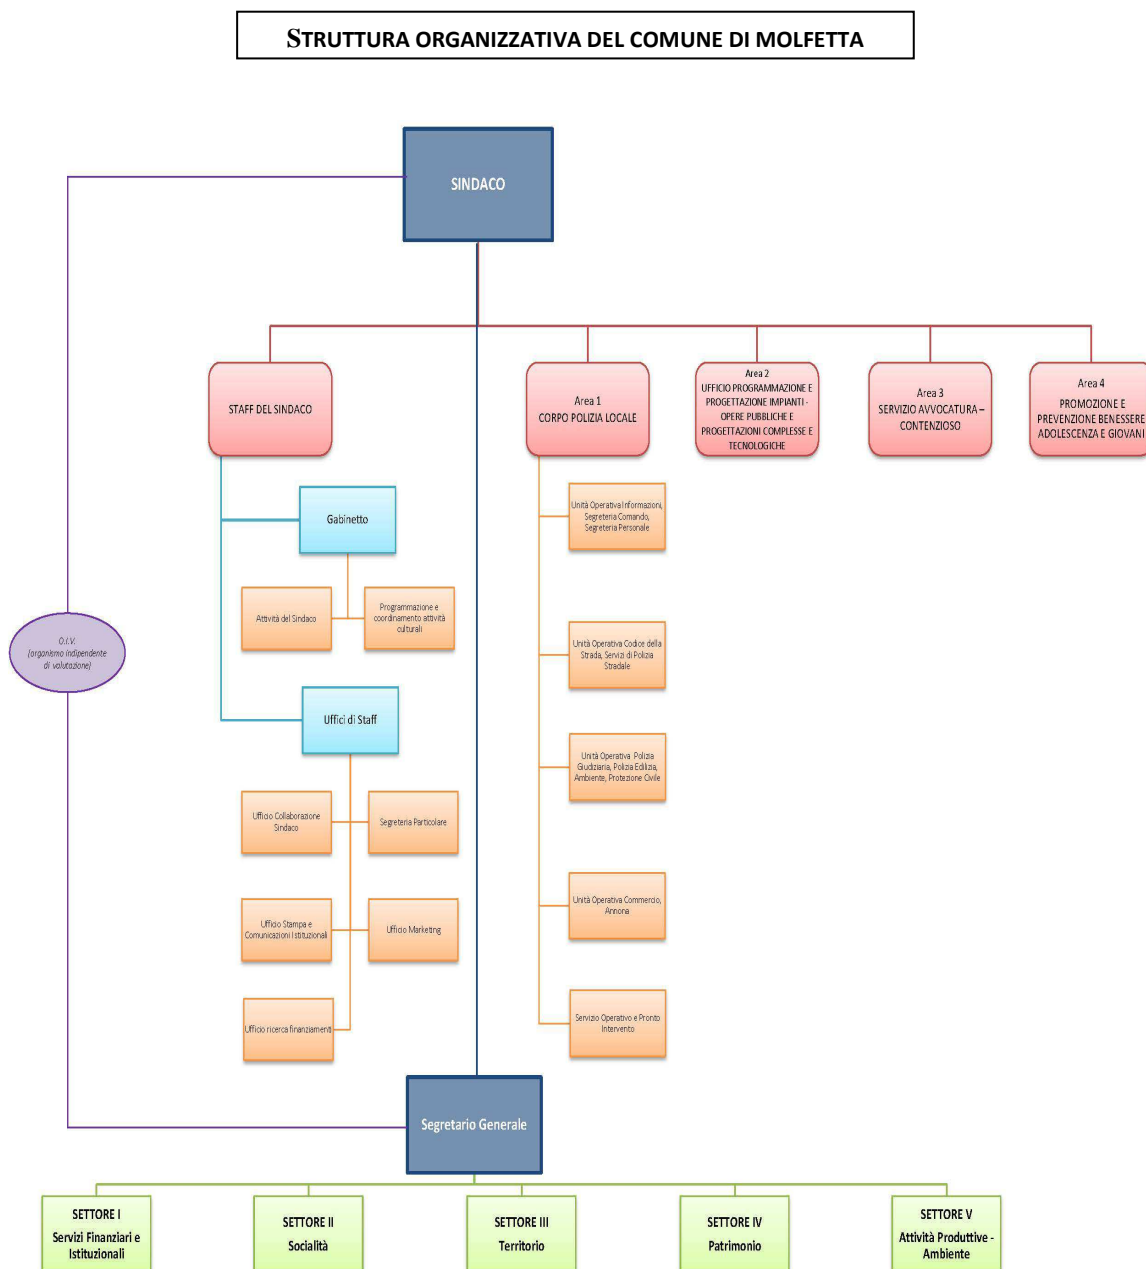 STRUTTURA ORGANIZZATIVA DEL COMUNE DI MOLFETTA
SINDACO
STAFF DEL SINDACO
Area 1
CORPO POLIZIA LOCALE
Area 2
UFFICIO PROGRAMMAZIONE E
PROGETTAZIONE IMPIANTI -
OPERE PUBBLICHE E
PROGETTAZIONI COMPLESSE E
TECNOLOGICHE
Area 3
SERVIZIO AVVOCATURA –
CONTENZIOSO
Area 4
PROMOZIONE E
PREVENZIONE BENESSERE
ADOLESCENZA E GIOVANI
Gabinetto
Attività del Sindaco
Programmazione e
coordinamento attività
culturali
Uffici di Staff
Ufficio Collaborazione
Sindaco
Segreteria Particolare
Ufficio Stampa e
Comunicazioni Istituzionali
Ufficio Marketing
Ufficio ricerca finanziamenti
Unità Operativa Informazioni,
Segreteria Comando,
Segreteria Personale
Unità Operativa Codice della
Strada, Servizi di Polizia
Stradale
Unità Operativa Polizia
Giudiziaria, Polizia Edilizia,
Ambiente, Protezione Civile
Unità Operativa Commercio,
Annona
Servizio Operativo e Pronto
Intervento
O.I.V.
(organismo indipendente
di valutazione)
Segretario Generale
SETTORE I
Servizi Finanziari e
Istituzionali
SETTORE II
Socialità
SETTORE III
Territorio
SETTORE IV
Patrimonio
SETTORE V
Attività Produttive -
Ambiente